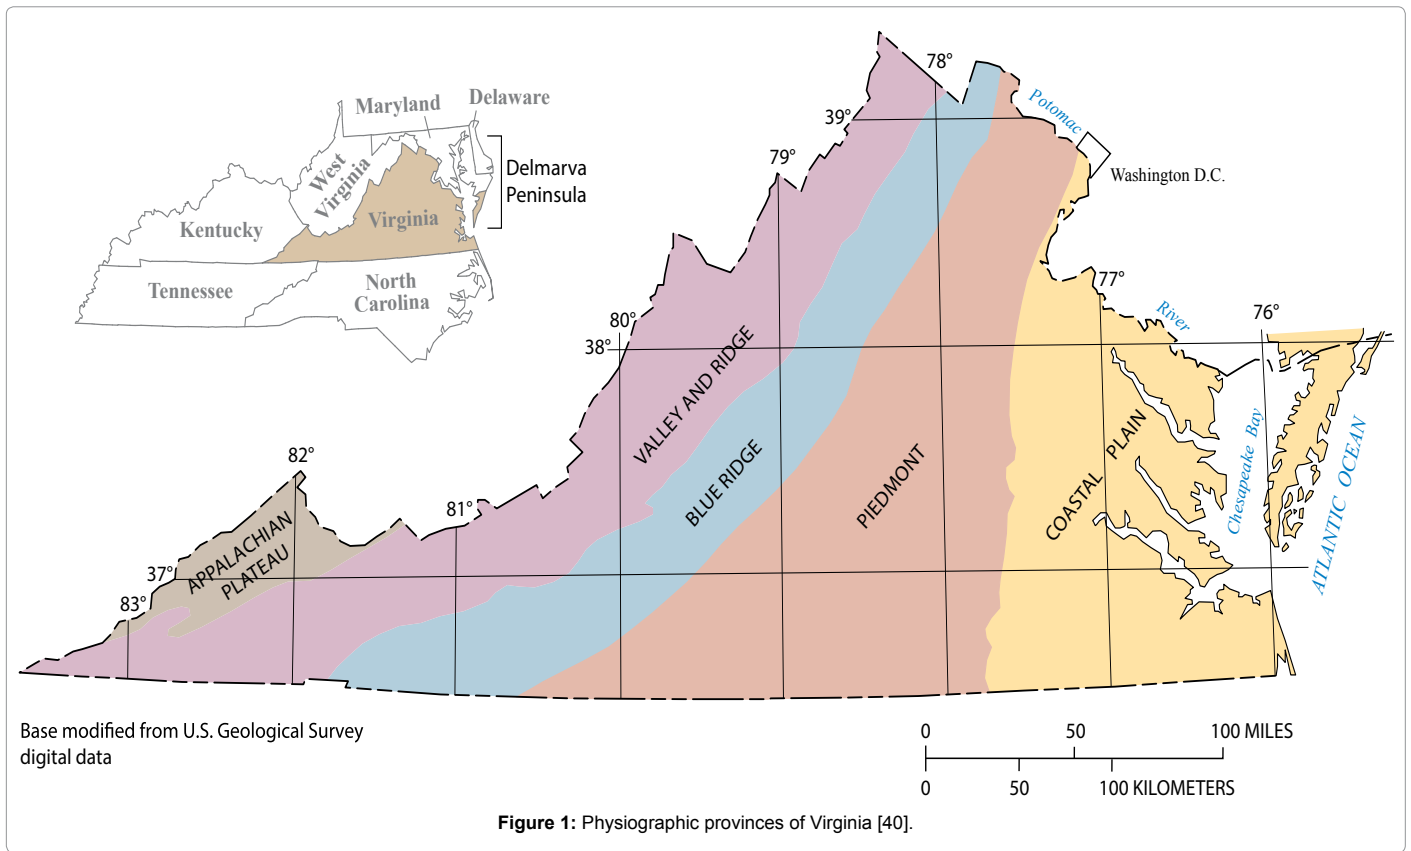 Maryland
Delaware
West
Virginia
Delmarva
Peninsula
Kentucky
Virginia
Tennessee
North
Carolina
78°
39°
Potomac
79°
Washington D.C.
77°
River
76°
80°
38°
VALLEY AND RIDGE
BLUE RIDGE
PIEDMONT
COASTAL PLAIN
Chesapeake Bay
ATLANTIC OCEAN
82°
81°
APPALACHIAN
PLATEAU
37°
83°
Base modified from U.S. Geological Survey
digital data
0 50 100 MILES
0 50 100 KILOMETERS
Figure 1: Physiographic provinces of Virginia [40].